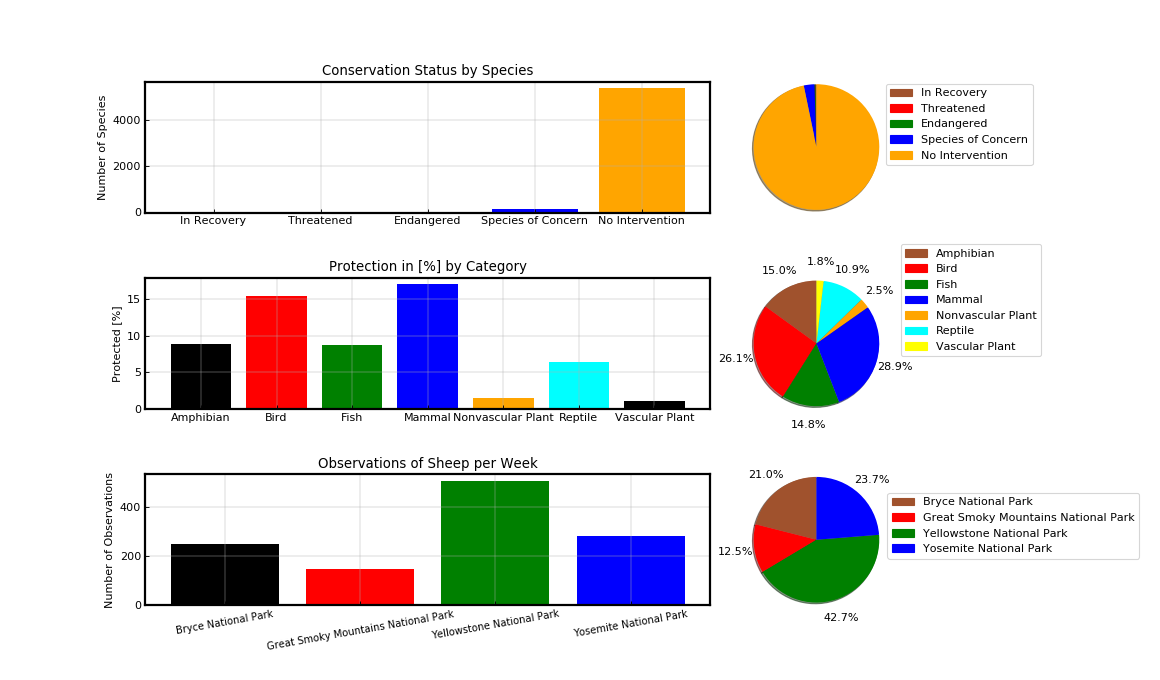 Conservation Status by Species
Number of Species
4000
2000
0
In Recovery Threatened Endangered Species of Concern No Intervention
In Recovery
Threatened
Endangered
Species of Concern
No Intervention
Protection in [%] by Category
Protected [%]
15
10
5
0
Amphibian Bird Fish Mammal Nonvascular Plant Reptile Vascular Plant
15.0%
1.8%
10.9%
2.5%
26.1%
28.9%
14.8%
Amphibian
Bird
Fish
Mammal
Nonvascular Plant
Reptile
Vascular Plant
Observations of Sheep per Week
Number of Observations
400
200
0
Bryce National Park
Great Smoky Mountains National Park
Yellowstone National Park
Yosemite National Park
21.0%
23.7%
12.5%
42.7%
Bryce National Park
Great Smoky Mountains National Park
Yellowstone National Park
Yosemite National Park